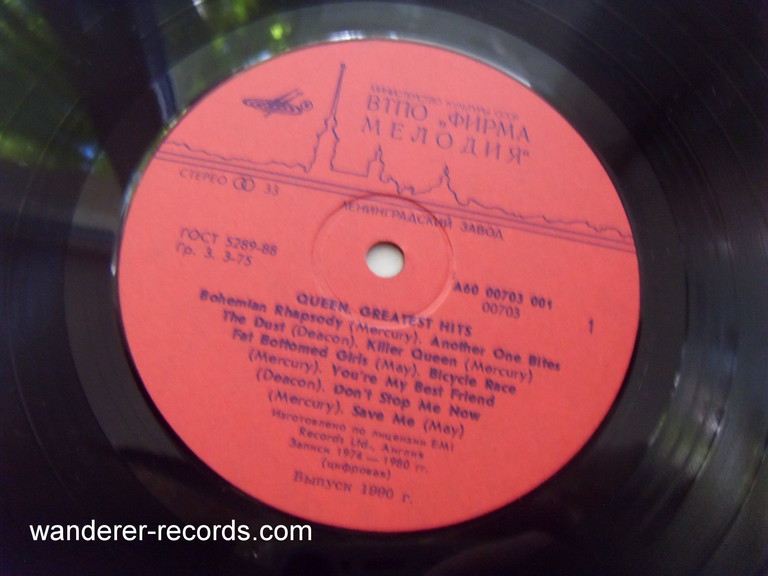 МИНИСТЕРСТВО КУЛЬТУРЫ СССР
ВТПО „ФИРМА
МЕЛОДИЯ“
СТЕРЕО 33
ЛЕНИНГРАДСКИЙ ЗАВОД
ГОСТ 5289-88
Гр. 3. 3-75
А60 00703 001
00703
1
QUEEN. GREATEST HITS
Bohemian Rhapsody (Mercury). Another One Bites
The Dust (Deacon). Killer Queen (Mercury)
Fat Bottomed Girls (May). Bicycle Race
(Mercury). You're My Best Friend
(Deacon). Don't Stop Me Now
(Mercury). Save Me (May)
Изготовлено по лицензии EMI
Records Ltd., Англия
Записи 1974 — 1980 гг.
(цифровая)
Выпуск 1990 г.
wanderer-records.com